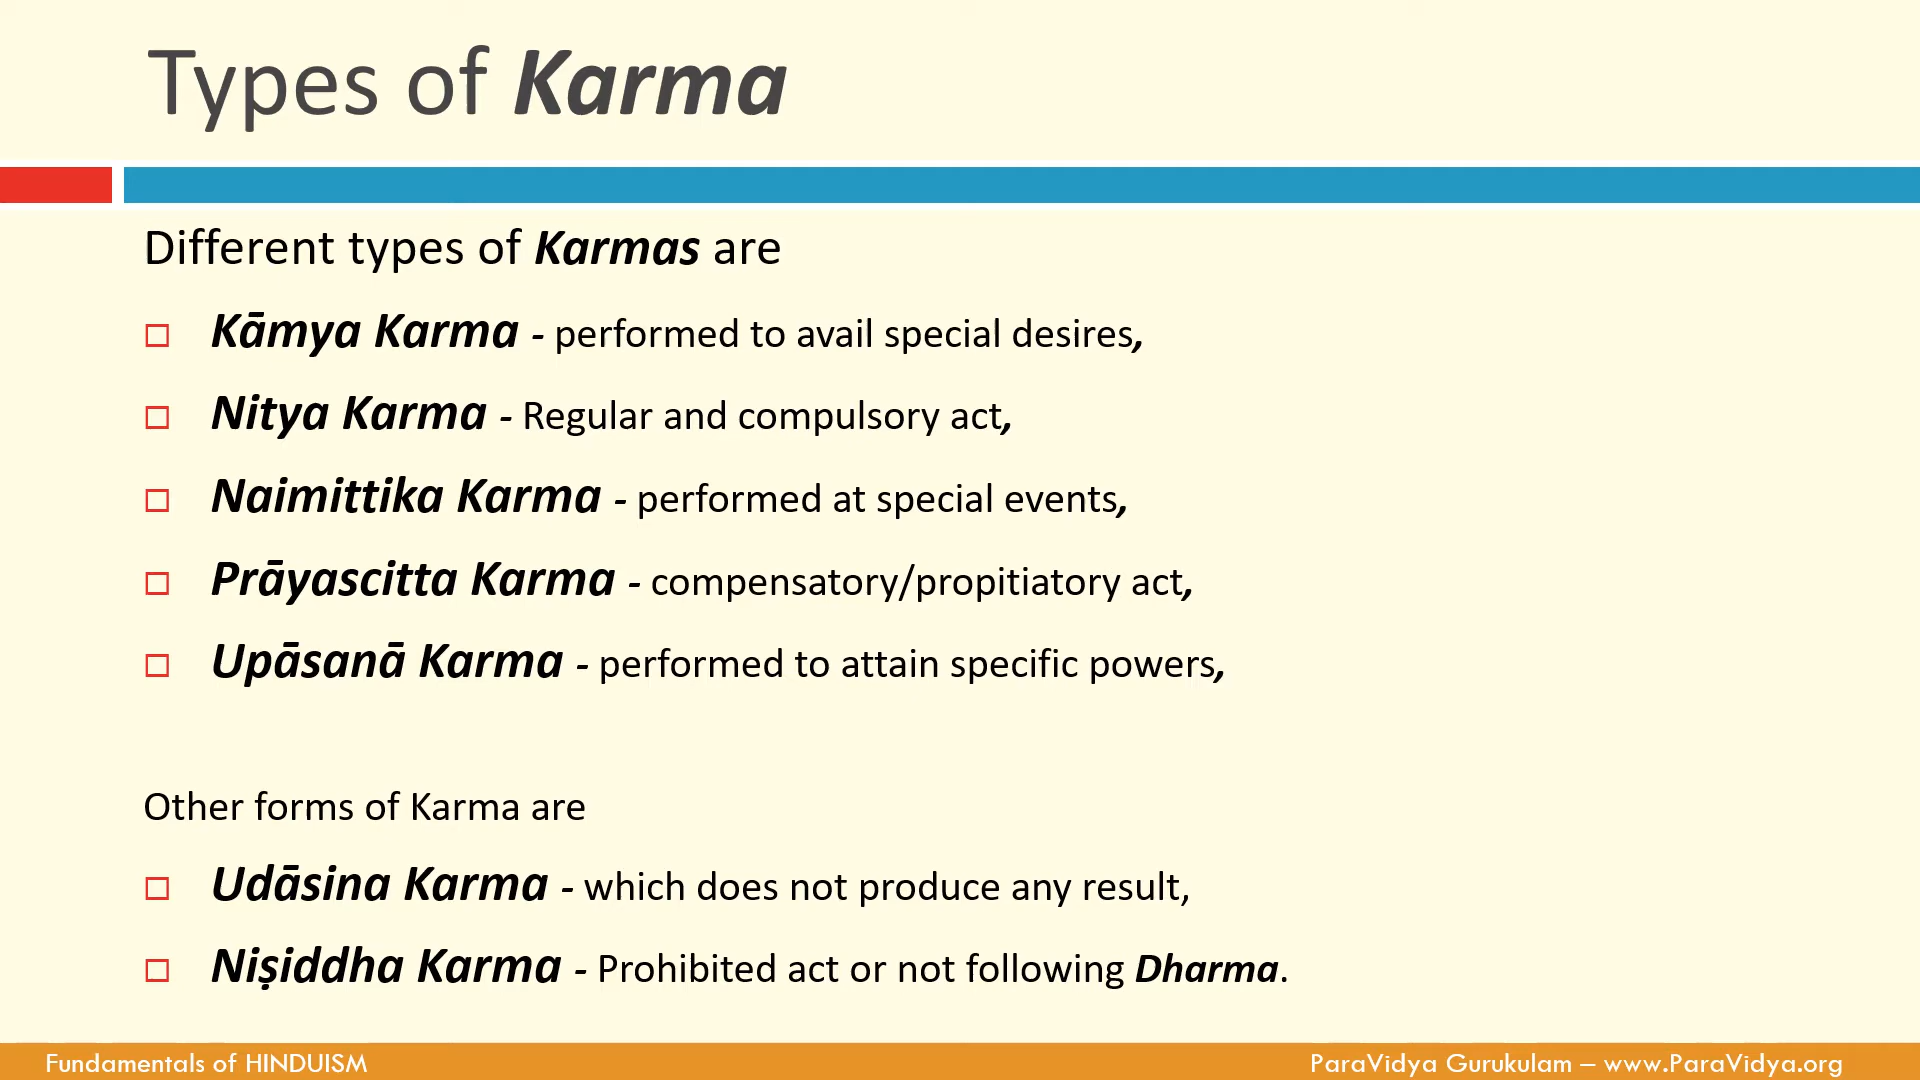 Types of Karma
Different types of Karmas are
Kāmya Karma - performed to avail special desires,
Nitya Karma - Regular and compulsory act,
Naimittika Karma - performed at special events,
Prāyascitta Karma - compensatory/propitiatory act,
Upāsanā Karma - performed to attain specific powers,
Other forms of Karma are
Udāsina Karma - which does not produce any result,
Niṣiddha Karma - Prohibited act or not following Dharma.
Fundamentals of HINDUISM
ParaVidya Gurukulam – www.ParaVidya.org